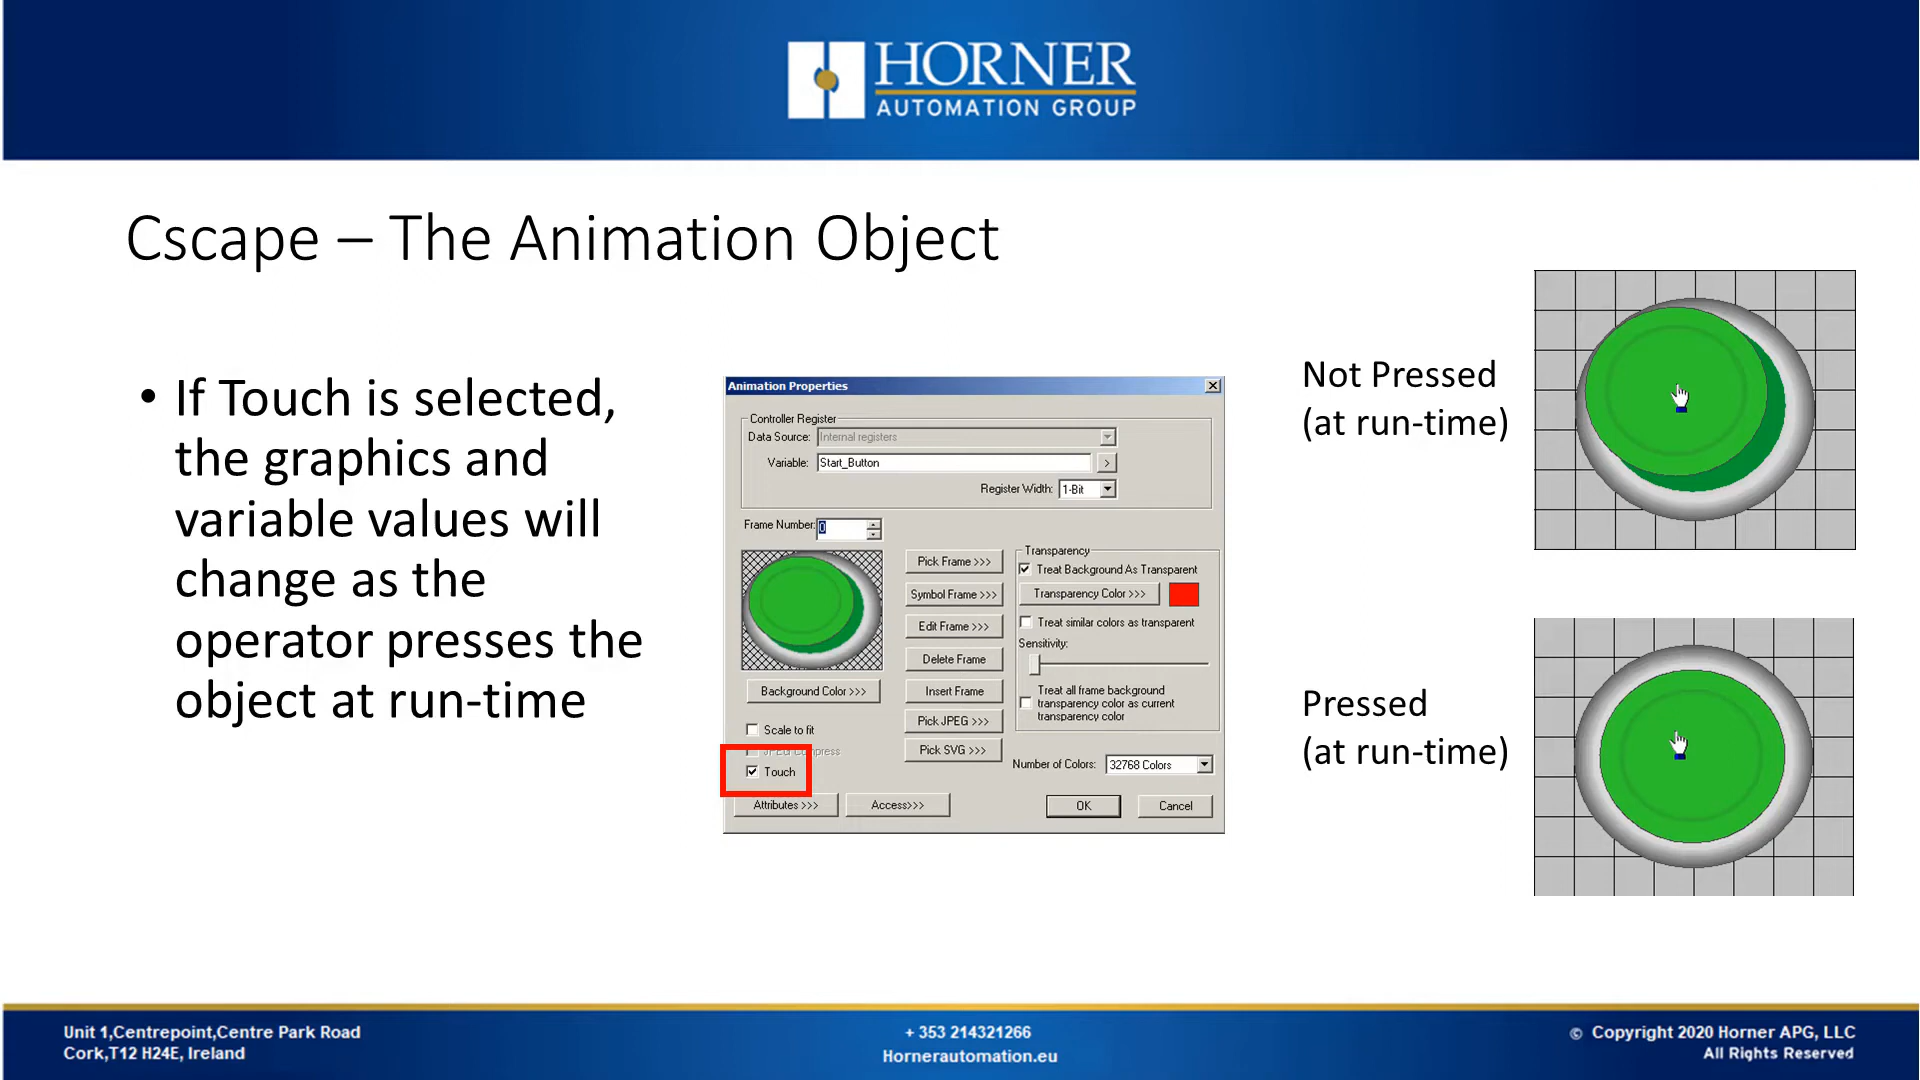 HORNER
AUTOMATION GROUP
Cscape – The Animation Object
• If Touch is selected,
the graphics and
variable values will
change as the
operator presses the
object at run-time
Animation Properties
Controller Register
Data Source: Internal registers
Variable: Start_Button >
Register Width: 1-Bit
Frame Number: 0
Pick Frame >>>
Symbol Frame >>>
Edit Frame >>>
Delete Frame
Insert Frame
Pick JPEG >>>
Pick SVG >>>
Background Color >>>
Scale to fit
JPEG Compress
Touch
Attributes >>>
Access>>>
Transparency
Treat Background As Transparent
Transparency Color >>>
Treat similar colors as transparent
Sensitivity:
Treat all frame background
transparency color as current
transparency color
Number of Colors: 32768 Colors
OK
Cancel
Not Pressed
(at run-time)
Pressed
(at run-time)
Unit 1,Centrepoint,Centre Park Road
Cork,T12 H24E, Ireland
+ 353 214321266
Hornerautomation.eu
© Copyright 2020 Horner APG, LLC
All Rights Reserved